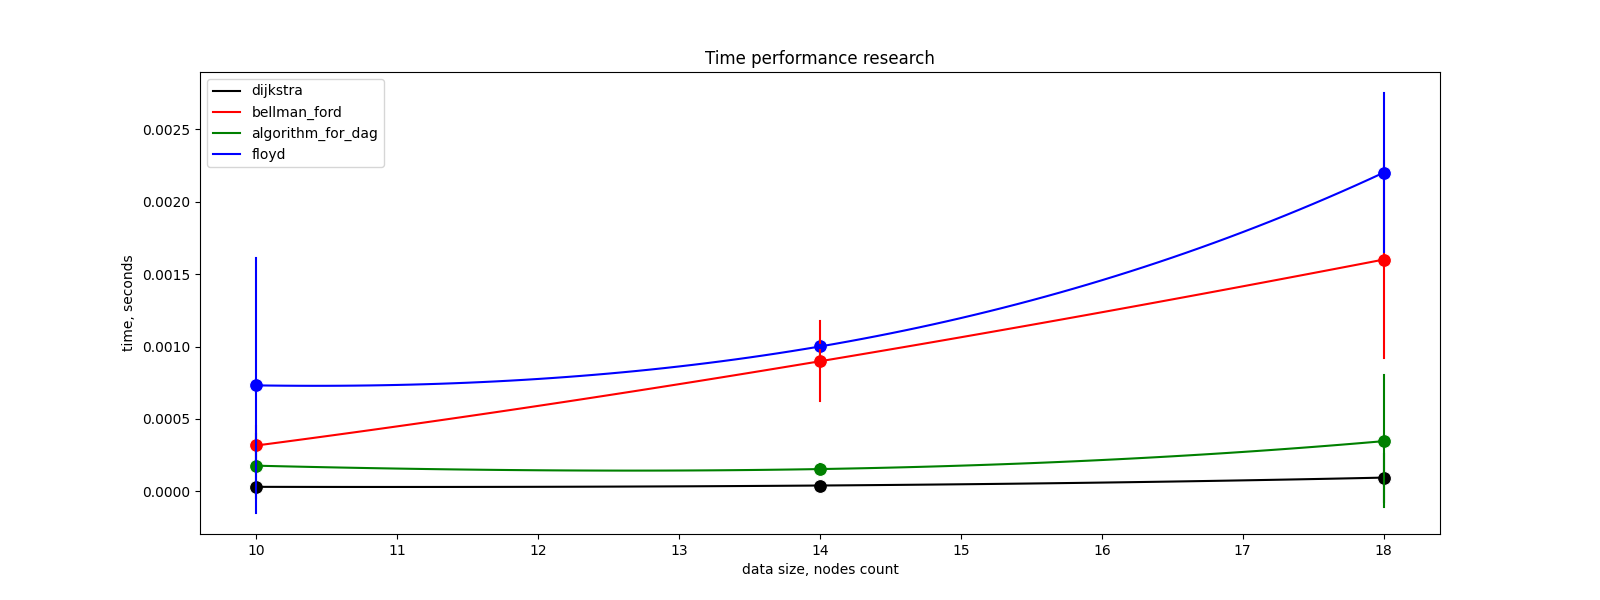 Time performance research
dijkstra
bellman_ford
algorithm_for_dag
floyd
time, seconds
0.0025
0.0020
0.0015
0.0010
0.0005
0.0000
10 11 12 13 14 15 16 17 18
data size, nodes count